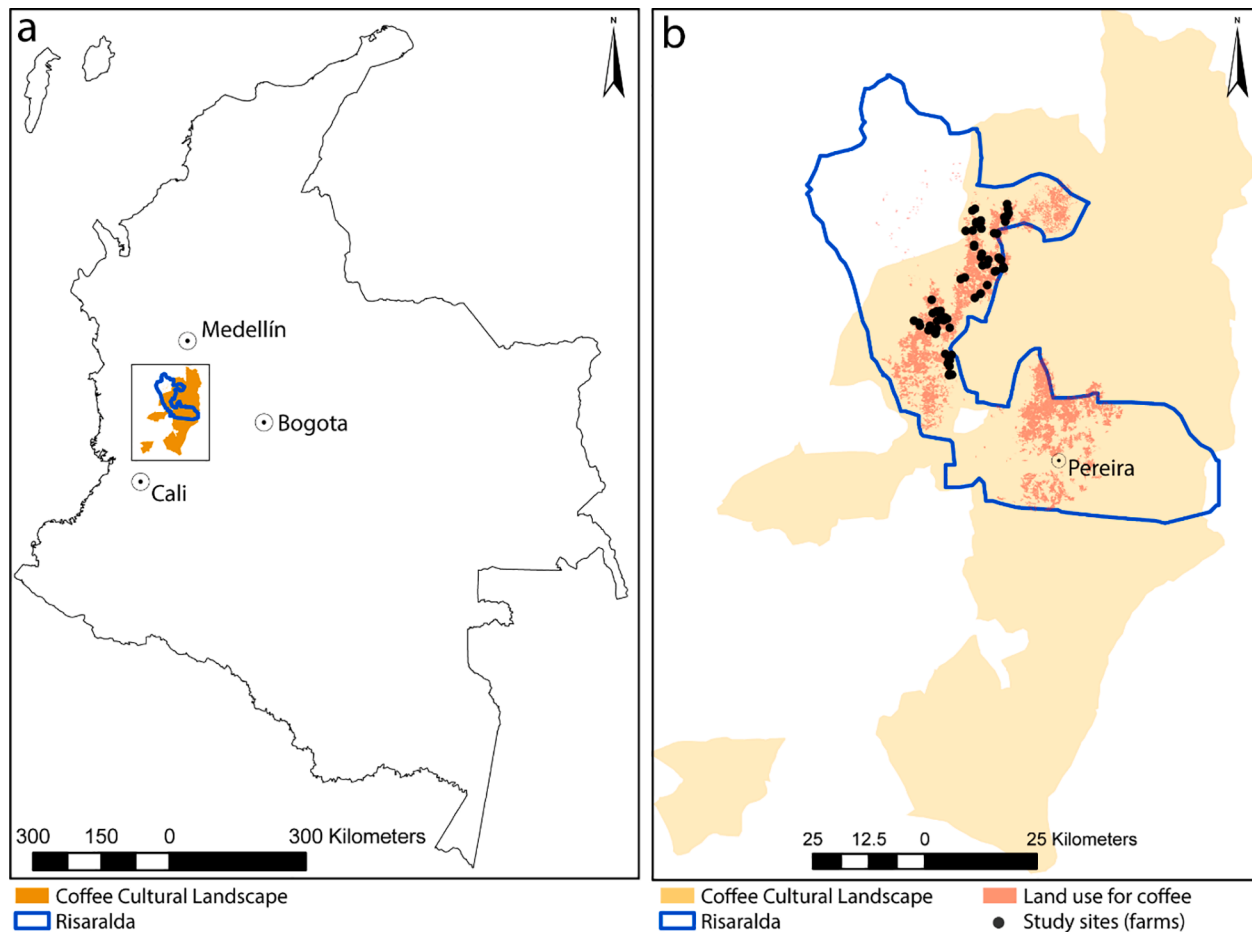 a
N
Medellín
Bogota
Cali
300 150 0 300 Kilometers
Coffee Cultural Landscape
Risaralda
b
N
Pereira
25 12.5 0 25 Kilometers
Coffee Cultural Landscape
Land use for coffee
Risaralda
Study sites (farms)